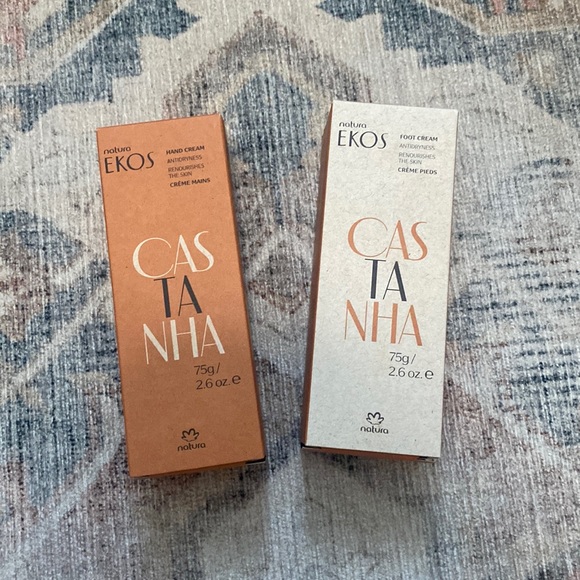 natura
EKOS
HAND CREAM
ANTIDRYNESS
RENOURISHES
THE SKIN
CRÈME MAINS
CAS
TA
NHA
75g/
2.6 oz. e
natura
natura
EKOS
FOOT CREAM
ANTIDRYNESS
RENOURISHES
THE SKIN
CRÈME PIEDS
CAS
TA
NHA
75g/
2.6 oz. e
natura